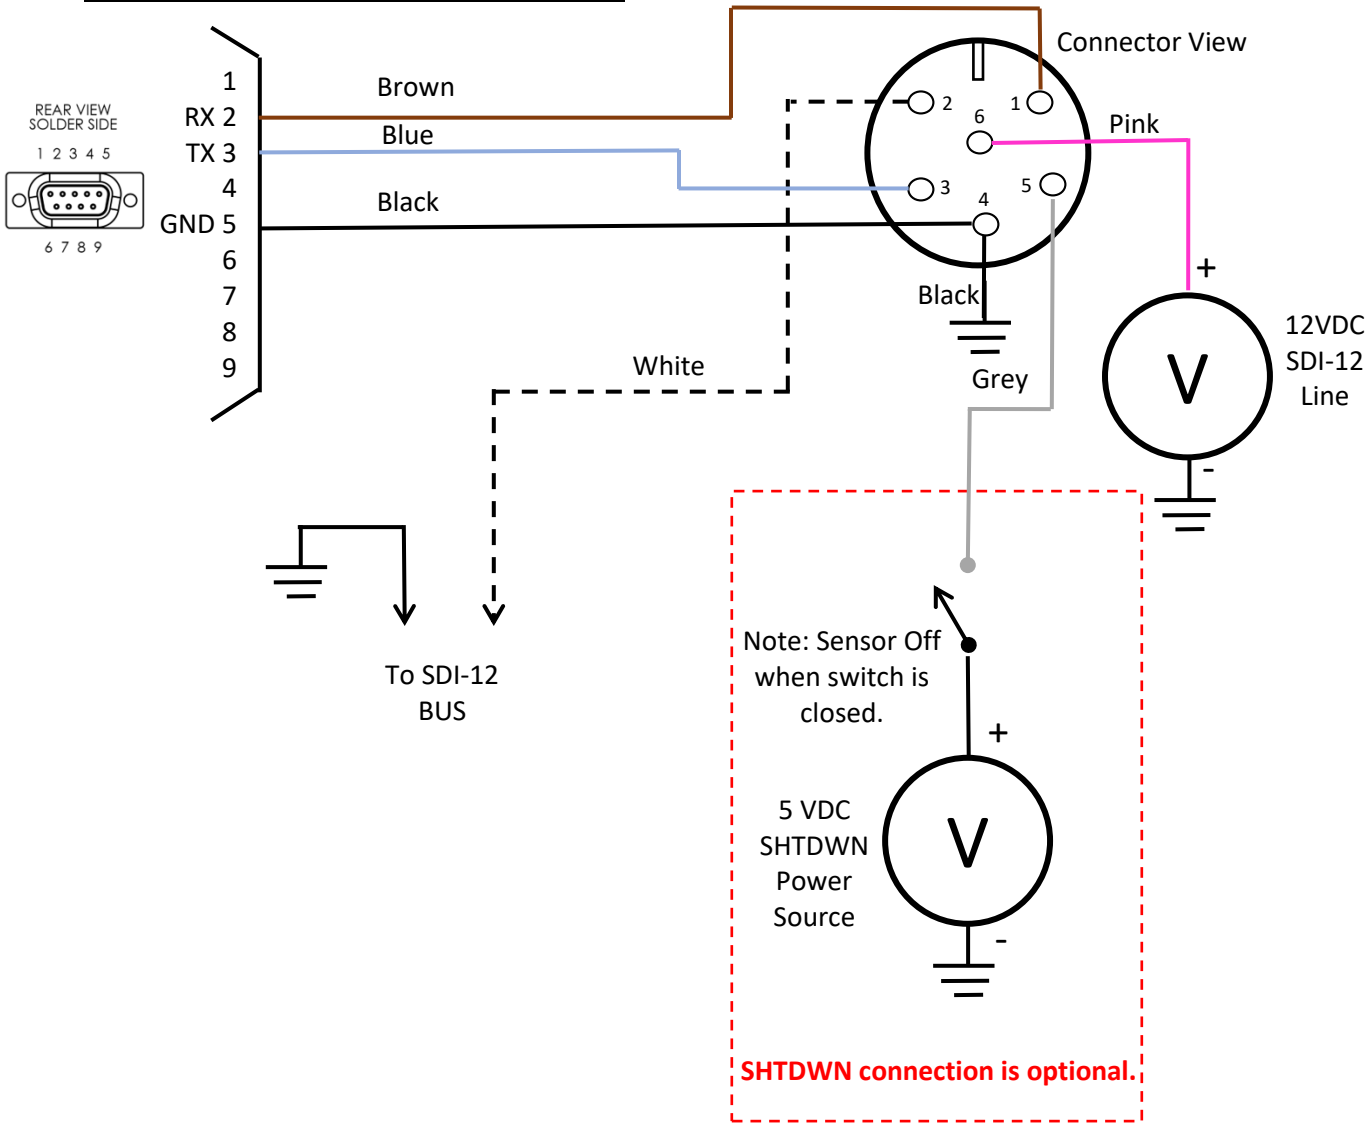 Connector View
1
RX 2
TX 3
4
GND 5
6
7
8
9
REAR VIEW
SOLDER SIDE
1 2 3 4 5
6 7 8 9
Brown
Blue
Black
White
2
1
6
3
5
4
Pink
Black
Grey
+
12VDC
SDI-12
Line
V
-
To SDI-12
BUS
Note: Sensor Off
when switch is
closed.
+
5 VDC
SHTDWN
Power
Source
V
-
SHTDWN connection is optional.